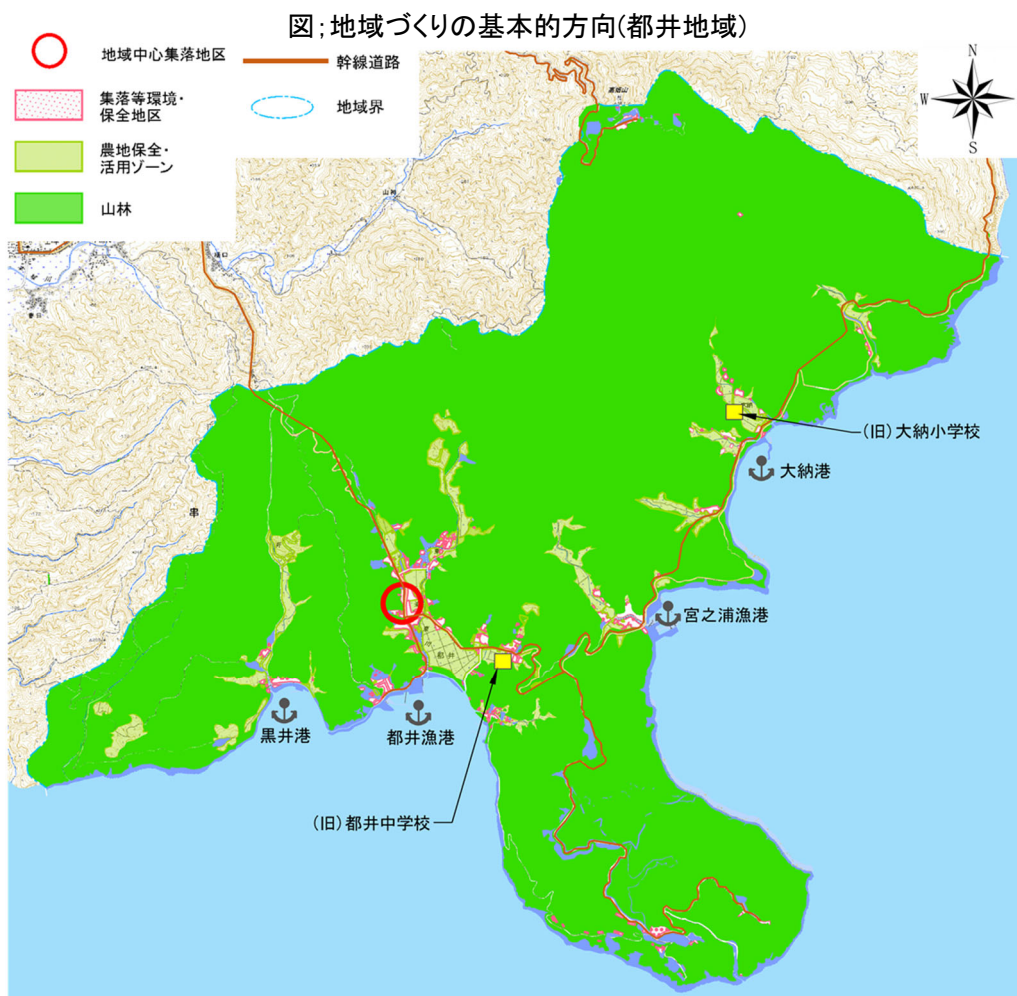 図;地域づくりの基本的方向(都井地域)
地域中心集落地区
幹線道路
集落等環境・
保全地区
地域界
農地保全・
活用ゾーン
山林
N
W
E
S
高畑山
(旧)大納小学校
大納港
串
宮之浦漁港
都井
黒井港
都井漁港
(旧)都井中学校